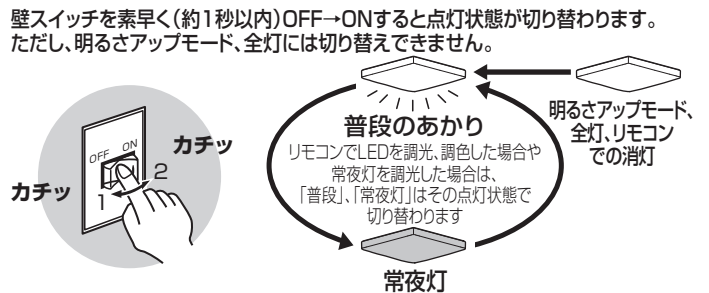 壁スイッチを素早く(約1秒以内)OFF→ONすると点灯状態が切り替わります。
ただし、明るさアップモード、全灯には切り替えできません。
OFF ON
カチッ
2
カチッ
1
普段のあかり
リモコンでLEDを調光、調色した場合や
常夜灯を調光した場合は、
「普段」、「常夜灯」はその点灯状態で
切り替わります
常夜灯
明るさアップモード、
全灯、リモコン
での消灯